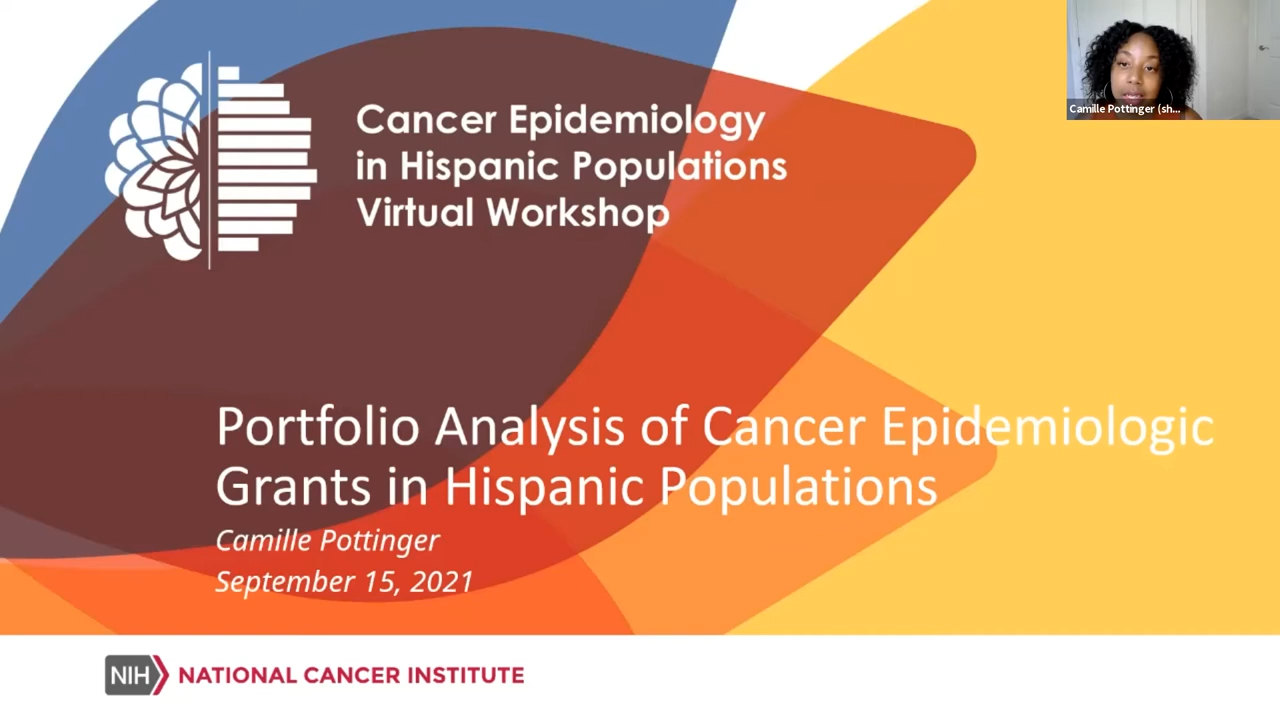 Camille Pottinger (sh...
Cancer Epidemiology
in Hispanic Populations
Virtual Workshop
Portfolio Analysis of Cancer Epidemiologic
Grants in Hispanic Populations
Camille Pottinger
September 15, 2021
NIH NATIONAL CANCER INSTITUTE